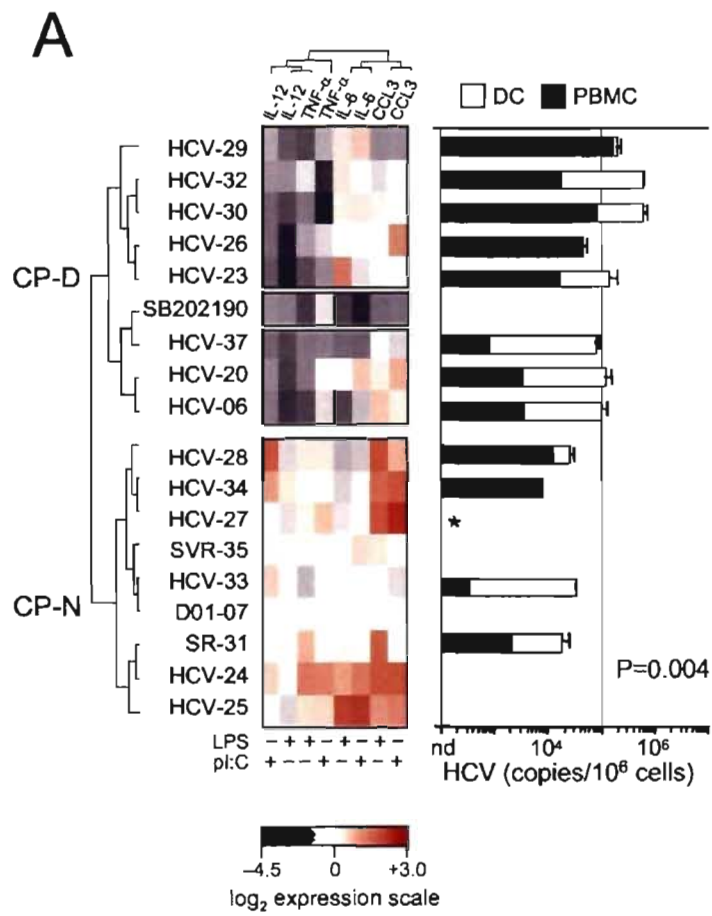 A
IL-12 IL-12 TNF-α TNF-α IL-6 IL-6 CCL3 CCL3
DC PBMC
HCV-29
HCV-32
HCV-30
HCV-26
CP-D HCV-23
SB202190
HCV-37
HCV-20
HCV-06
HCV-28
HCV-34
HCV-27 *
SVR-35
HCV-33
CP-N D01-07
SR-31
HCV-24 P=0.004
HCV-25
LPS − + + − + − + −
pI:C + − − + − + − +
nd 10⁴ 10⁶
HCV (copies/10⁶ cells)
−4.5 0 +3.0
log₂ expression scale